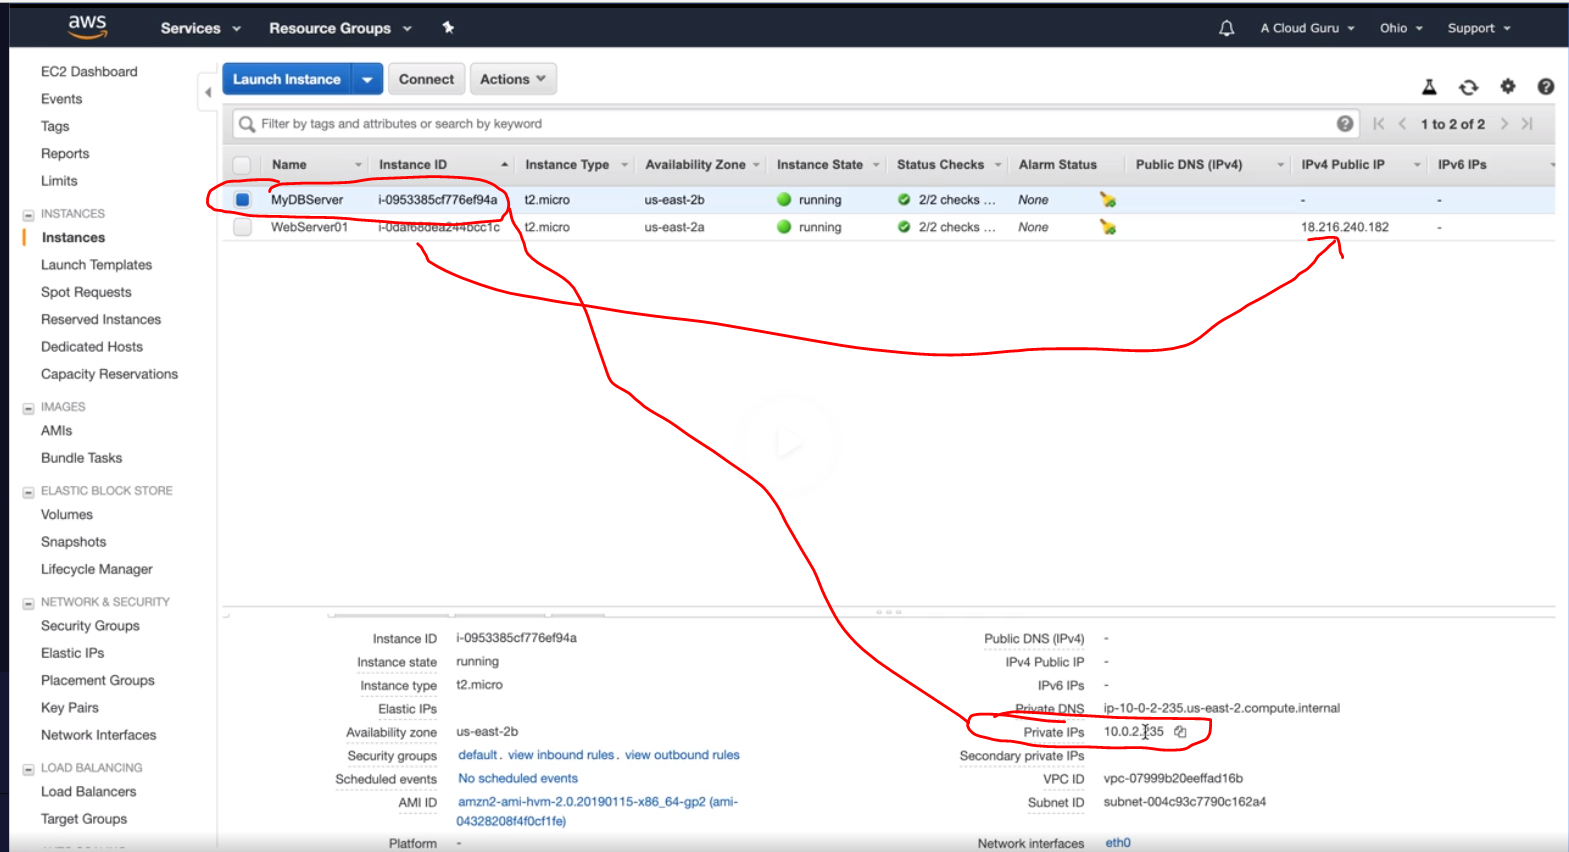 aws Services Resource Groups A Cloud Guru Ohio Support
EC2 Dashboard
Events
Tags
Reports
Limits
INSTANCES
Instances
Launch Templates
Spot Requests
Reserved Instances
Dedicated Hosts
Capacity Reservations
IMAGES
AMIs
Bundle Tasks
ELASTIC BLOCK STORE
Volumes
Snapshots
Lifecycle Manager
NETWORK & SECURITY
Security Groups
Elastic IPs
Placement Groups
Key Pairs
Network Interfaces
LOAD BALANCING
Load Balancers
Target Groups
Launch Instance Connect Actions
Filter by tags and attributes or search by keyword 1 to 2 of 2
Name Instance ID Instance Type Availability Zone Instance State Status Checks Alarm Status Public DNS (IPv4) IPv4 Public IP IPv6 IPs
MyDBServer i-0953385cf776ef94a t2.micro us-east-2b running 2/2 checks ... None - -
WebServer01 i-0daf68dea244bcc1c t2.micro us-east-2a running 2/2 checks ... None 18.216.240.182 -
Instance ID i-0953385cf776ef94a
Instance state running
Instance type t2.micro
Elastic IPs
Availability zone us-east-2b
Security groups default. view inbound rules. view outbound rules
Scheduled events No scheduled events
AMI ID amzn2-ami-hvm-2.0.20190115-x86_64-gp2 (ami-
04328208f4f0cf1fe)
Platform -
Public DNS (IPv4) -
IPv4 Public IP -
IPv6 IPs -
Private DNS ip-10-0-2-235.us-east-2.compute.internal
Private IPs 10.0.2.235
Secondary private IPs
VPC ID vpc-07999b20eeffad16b
Subnet ID subnet-004c93c7790c162a4
Network interfaces eth0